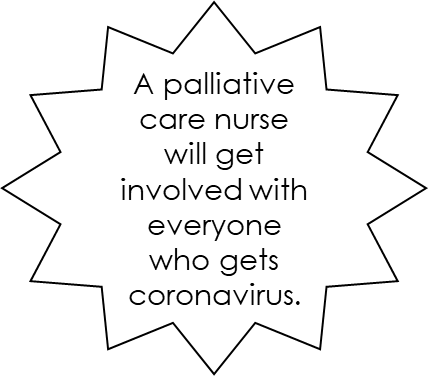 A palliative
care nurse
will get
involved with
everyone
who gets
coronavirus.